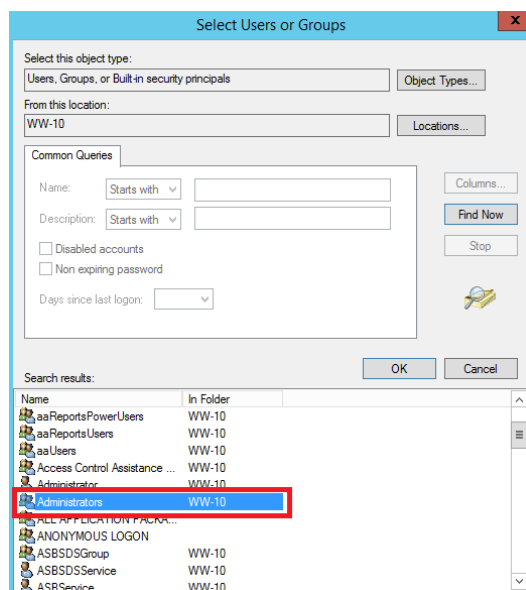 Select Users or Groups
x
Select this object type:
Users, Groups, or Built-in security principals
Object Types...
From this location:
WW-10
Locations...
Common Queries
Name:
Starts with
Columns...
Description:
Starts with
Find Now
Disabled accounts
Stop
Non expiring password
Days since last logon:
OK
Cancel
Search results:
Name In Folder
aaReportsPowerUsers WW-10
aaReportsUsers WW-10
aaUsers WW-10
Access Control Assistance ... WW-10
Administrator WW-10
Administrators WW-10
ALL APPLICATION PACKA...
ANONYMOUS LOGON
ASBSDSGroup WW-10
ASBSDSService WW-10
ASBService WW-10